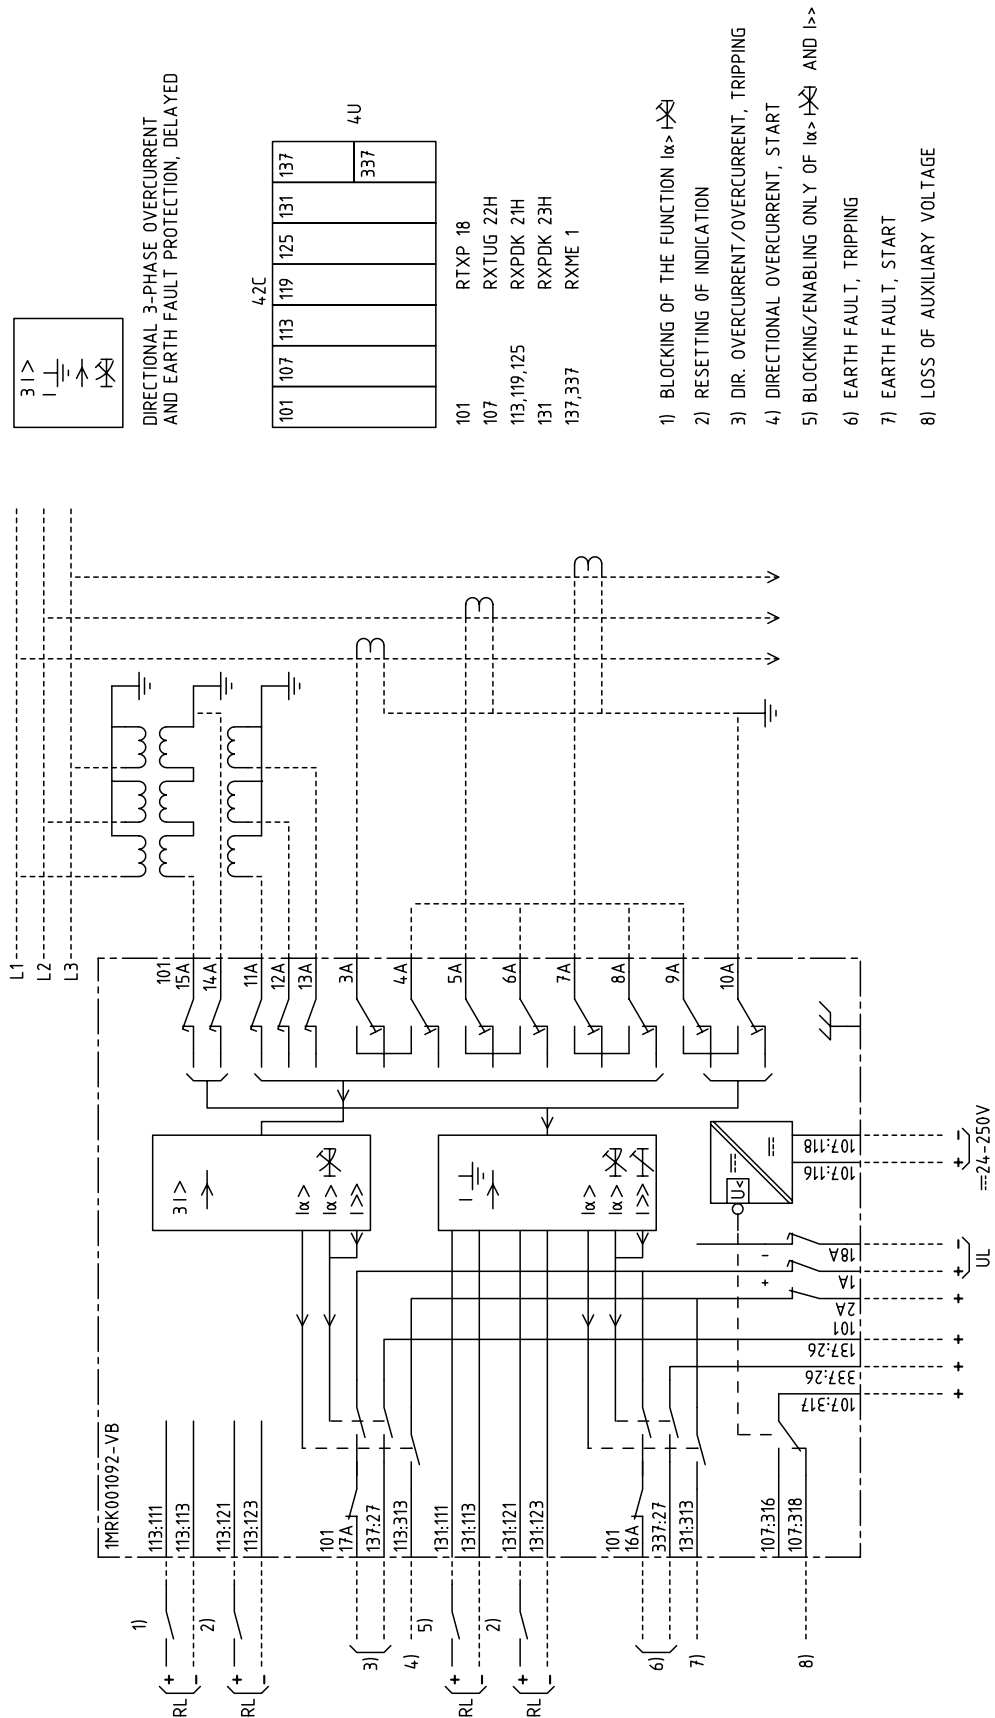 3I>
I
DIRECTIONAL 3-PHASE OVERCURRENT
AND EARTH FAULT PROTECTION, DELAYED
42C
101 107 113 119 125 131 137
337
4U
101 RTXP 18
107 RXTUG 22H
113,119,125 RXPDK 21H
131 RXPDK 23H
137,337 RXME 1
1) BLOCKING OF THE FUNCTION Iα>
2) RESETTING OF INDICATION
3) DIR. OVERCURRENT/OVERCURRENT, TRIPPING
4) DIRECTIONAL OVERCURRENT, START
5) BLOCKING/ENABLING ONLY OF Iα> AND I>>
6) EARTH FAULT, TRIPPING
7) EARTH FAULT, START
8) LOSS OF AUXILIARY VOLTAGE
L1
L2
L3
101
15A
14A
11A
12A
13A
3A
4A
5A
6A
7A
8A
9A
10A
3I>
Iα>
Iα>
I>>
I
Iα>
Iα>
I>>
U<
107:118
107:116
-
+
24-250V
-
+
18A
1A
2A
101
137:26
337:26
107:317
-
+
UL
+
+
+
+
1MRK001092-VB
113:111
113:113
113:121
113:123
101
17A
137:27
113:313
131:111
131:113
131:121
131:123
101
16A
337:27
131:313
107:316
107:318
1)
2)
3)
4)
5)
2)
6)
7)
8)
RL + -
RL + -
RL + -
RL + -